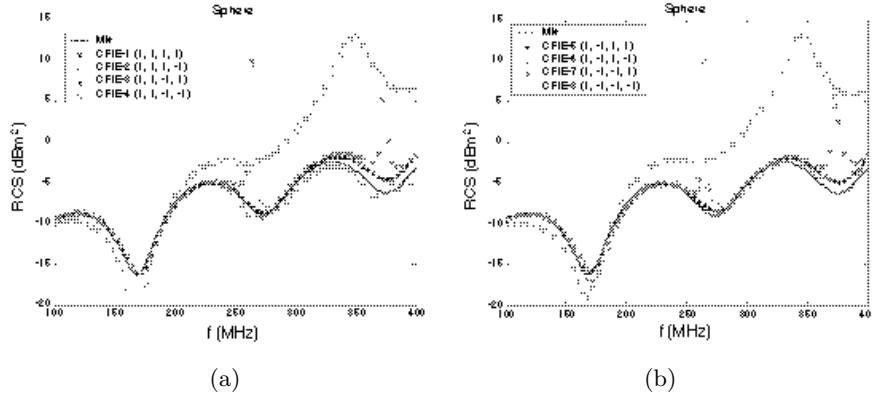 Sphere
15
10
5
0
-5
-10
-15
-20
RCS (dBm²)
100
150
200
250
300
350
400
f (MHz)
Mie
CFIE-1 (1, 1, 1, 1)
CFIE-2 (1, 1, 1, -1)
CFIE-3 (1, 1, -1, 1)
CFIE-4 (1, 1, -1, -1)
(a)
Sphere
15
10
5
0
-5
-10
-15
-20
RCS (dBm²)
100
150
200
250
300
350
400
f (MHz)
Mie
CFIE-5 (1, -1, 1, 1)
CFIE-6 (1, -1, 1, -1)
CFIE-7 (1, -1, -1, 1)
CFIE-8 (1, -1, -1, -1)
(b)